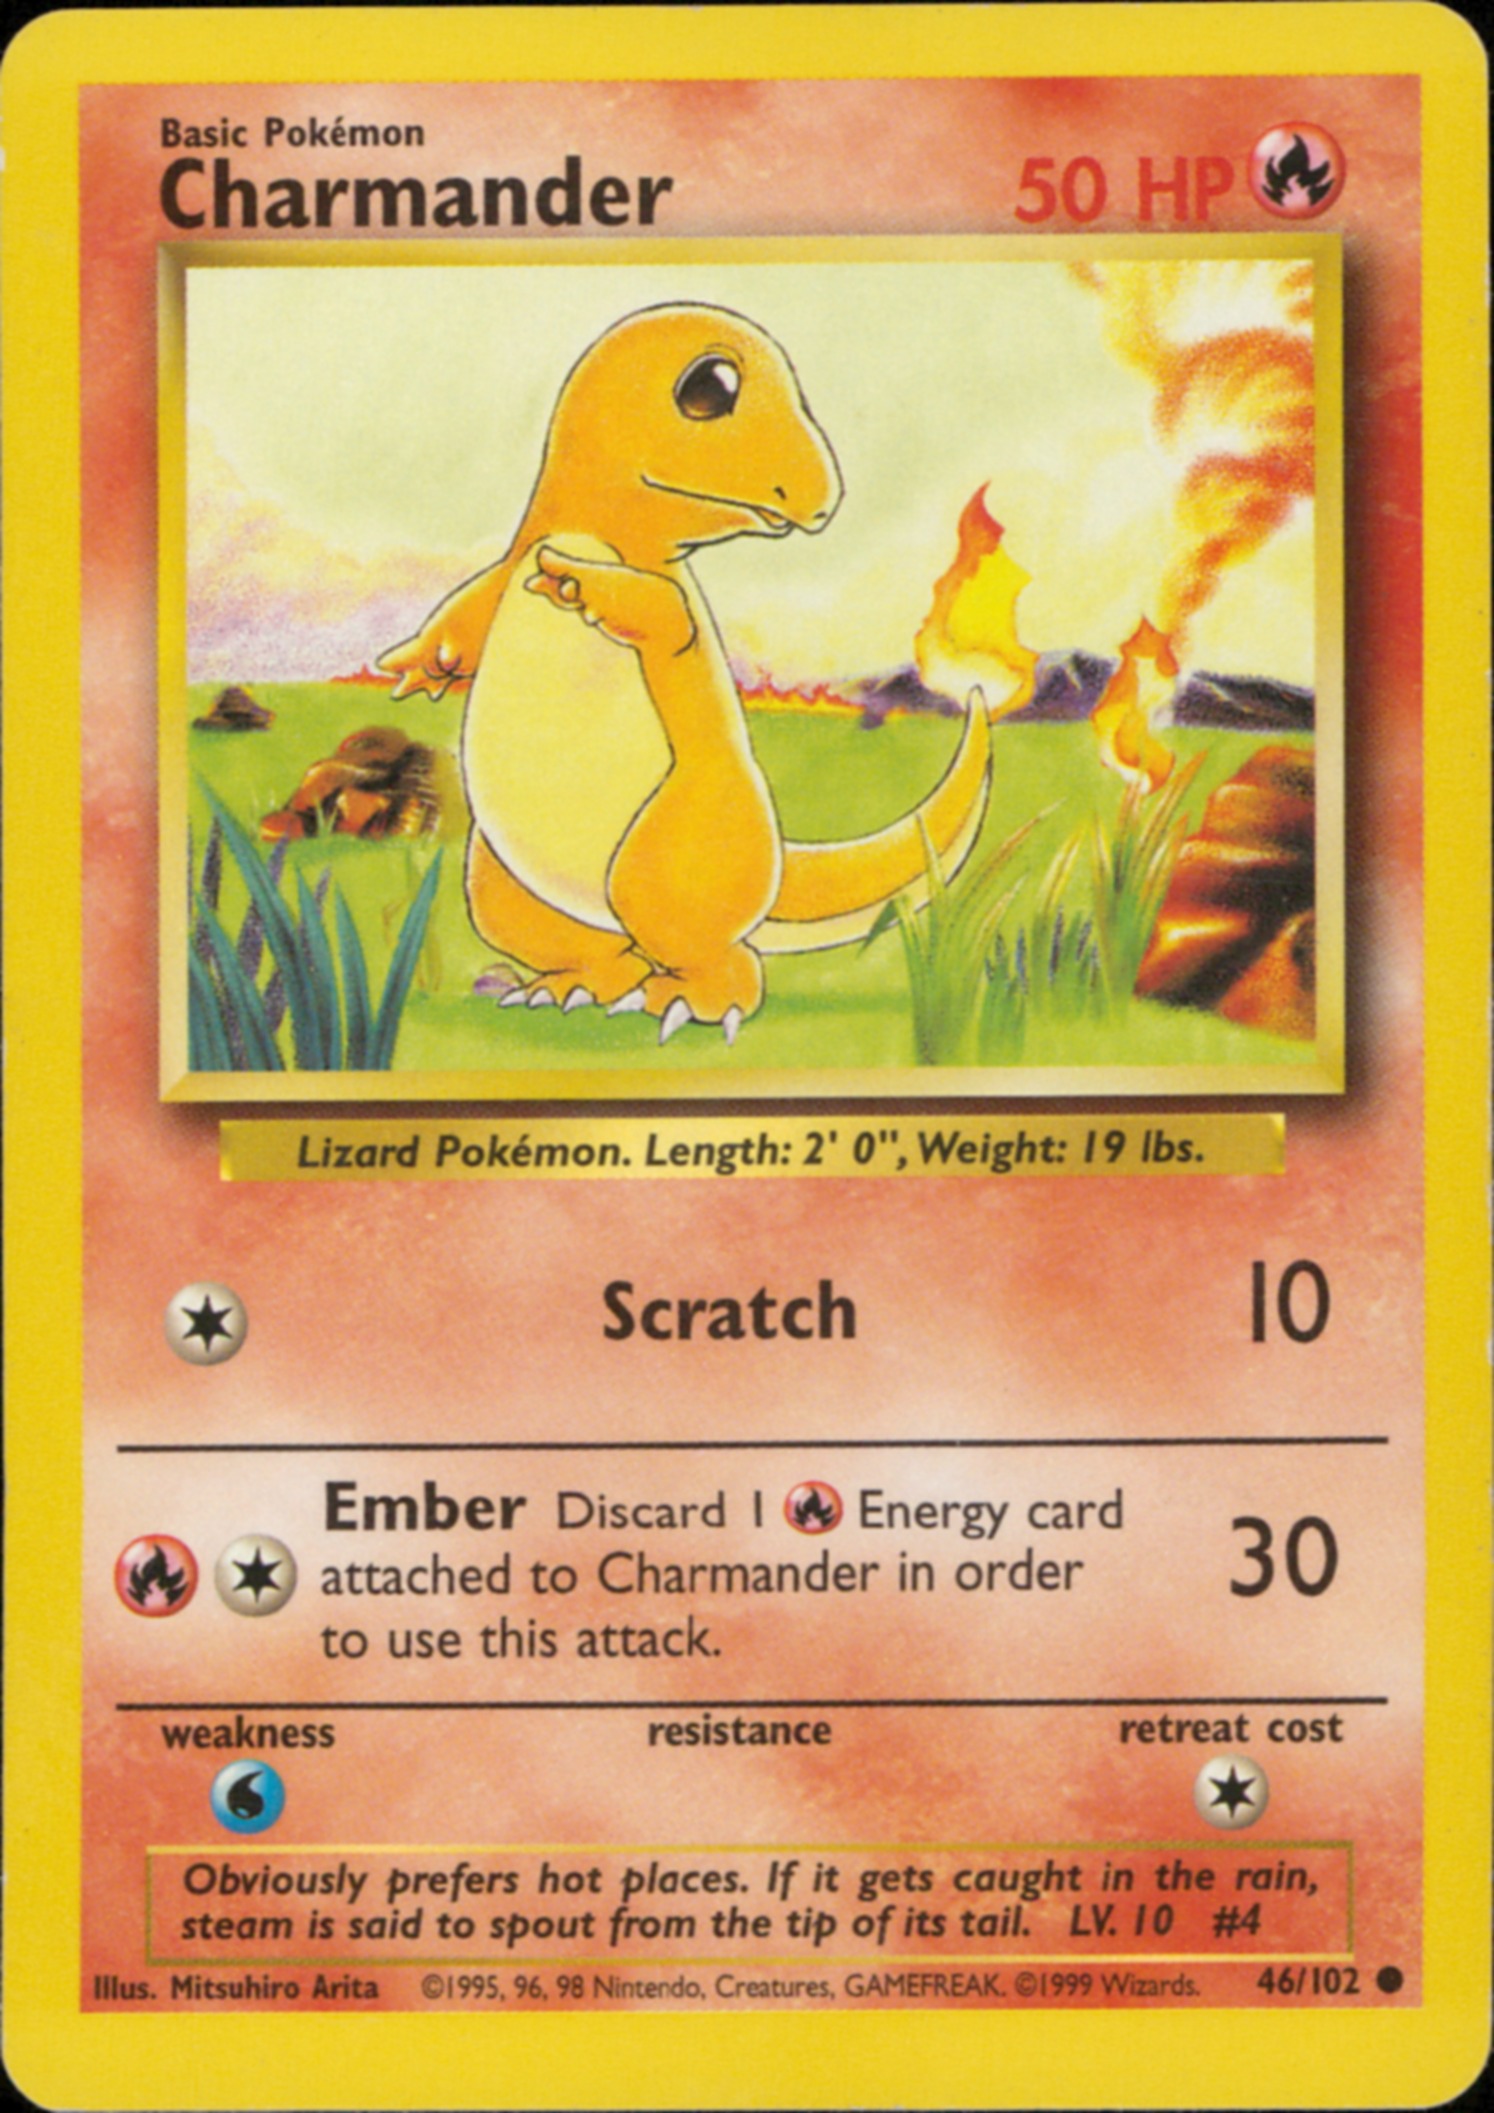 Basic Pokémon
Charmander 50 HP
Lizard Pokémon. Length: 2' 0", Weight: 19 lbs.
Scratch 10
Ember Discard 1 Energy card
attached to Charmander in order
to use this attack.
30
weakness resistance retreat cost
Obviously prefers hot places. If it gets caught in the rain,
steam is said to spout from the tip of its tail. LV. 10 #4
Illus. Mitsuhiro Arita ©1995, 96, 98 Nintendo, Creatures, GAMEFREAK. ©1999 Wizards. 46/102